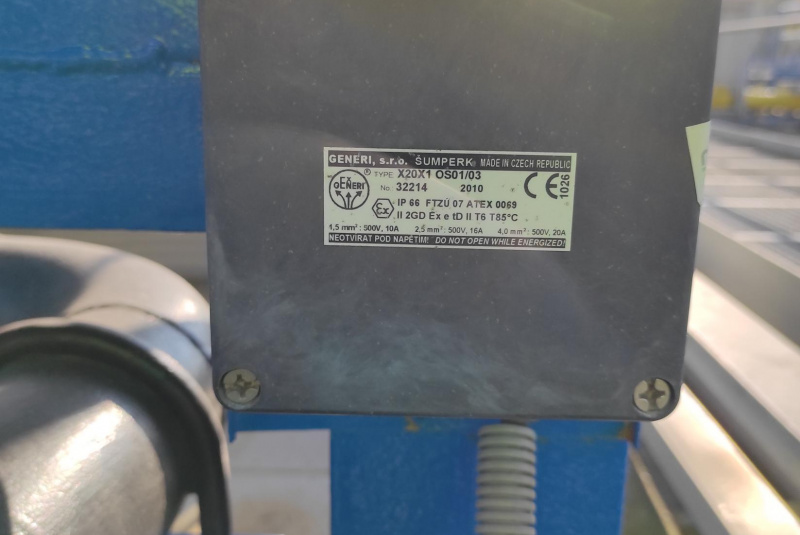 GENERI, s.r.o. ŠUMPERK MADE IN CZECH REPUBLIC
GENERI ® TYPE X20X1 OS01/03
No. 32214 2010
CE 1026
Ex IP 66 FTZÚ 07 ATEX 0069
II 2GD Ex e tD II T6 T85°C
1,5 mm² : 500V, 10A 2,5 mm² : 500V, 16A 4,0 mm² : 500V, 20A
NEOTVÍRAT POD NAPĚTÍM! DO NOT OPEN WHILE ENERGIZED!